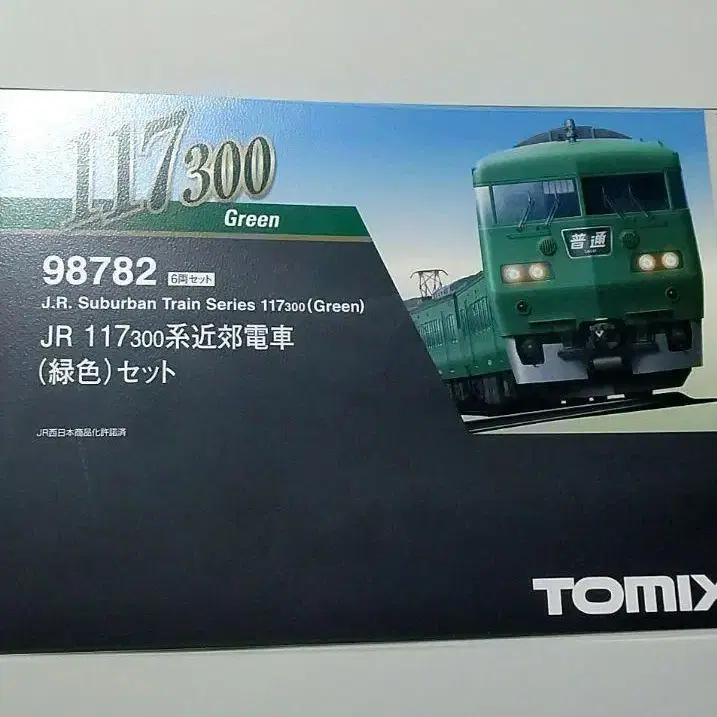 117300
Green
98782 6両セット
J.R. Suburban Train Series 117300(Green)
JR 117300系近郊電車
(緑色)セット
JR西日本商品化許諾済
普通
Local
TOMIX